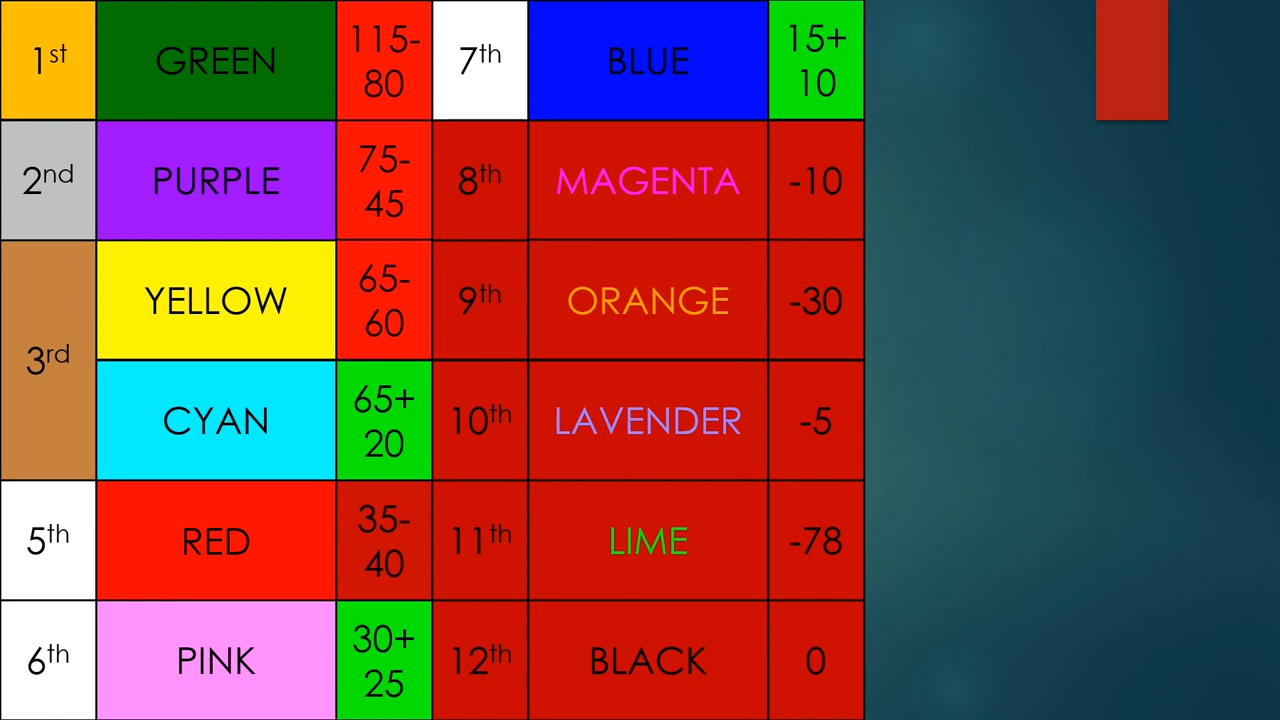 1st GREEN 115-80 7th BLUE 15+10
2nd PURPLE 75-45 8th MAGENTA -10
3rd YELLOW 65-60 9th ORANGE -30
CYAN 65+20 10th LAVENDER -5
5th RED 35-40 11th LIME -78
6th PINK 30+25 12th BLACK 0